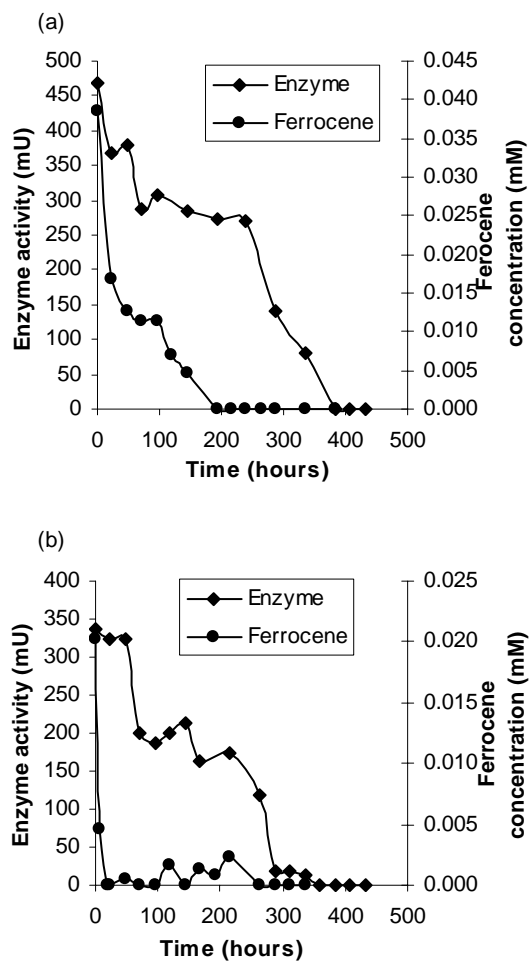 (a)
500
450
400
350
300
250
200
150
100
50
0
Enzyme activity (mU)
Enzyme
Ferrocene
0.045
0.040
0.035
0.030
0.025
0.020
0.015
0.010
0.005
0.000
Ferocene
concentration (mM)
0 100 200 300 400 500
Time (hours)
(b)
400
350
300
250
200
150
100
50
0
Enzyme activity (mU)
Enzyme
Ferrocene
0.025
0.020
0.015
0.010
0.005
0.000
Ferrocene
concentration (mM)
0 100 200 300 400 500
Time (hours)